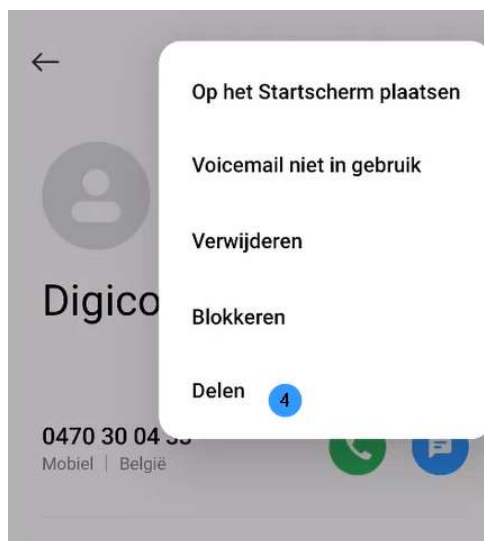 Op het Startscherm plaatsen
Voicemail niet in gebruik
Verwijderen
Digico
Blokkeren
Delen 4
0470 30 04
Mobiel | België